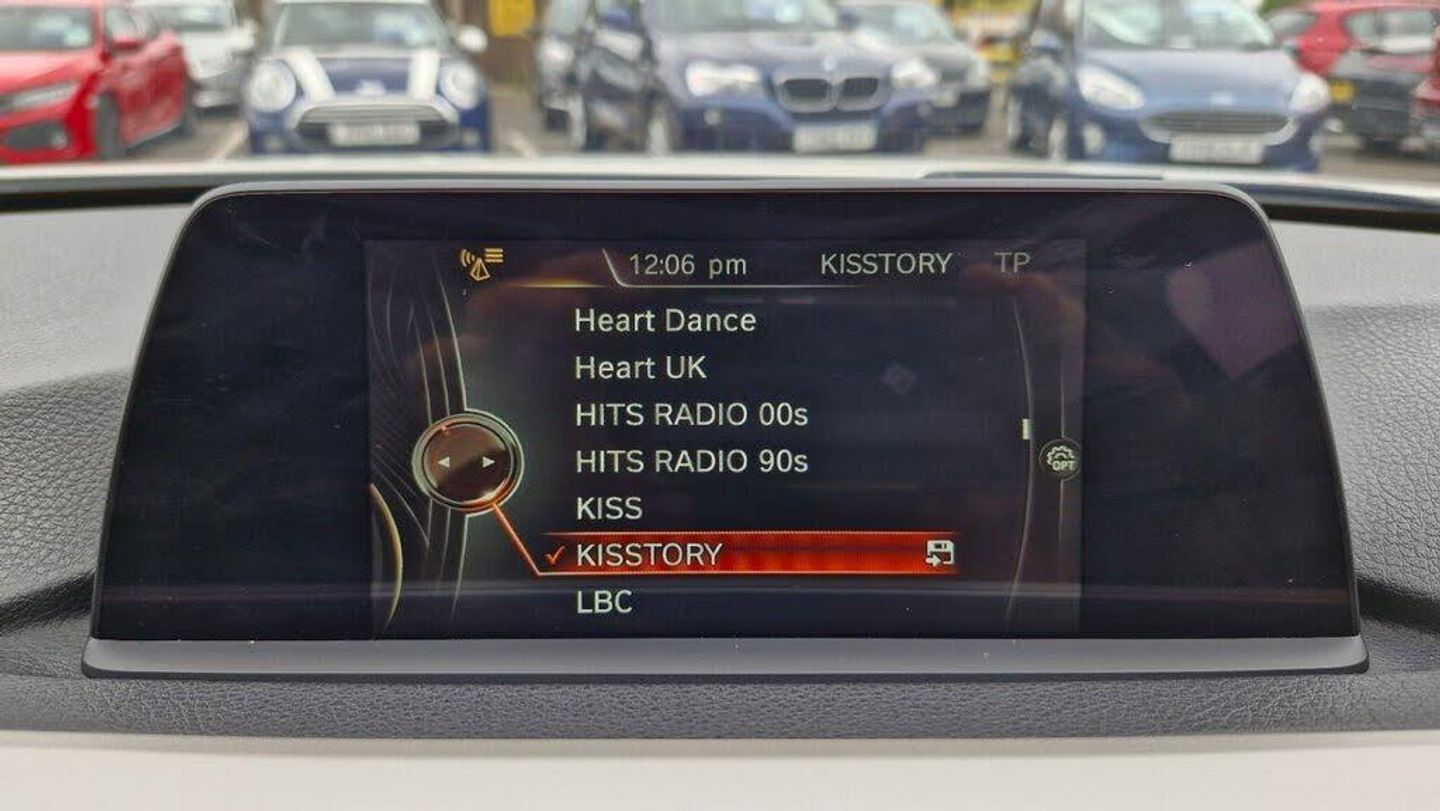 12:06 pm KISSTORY TP
Heart Dance
Heart UK
HITS RADIO 00s
HITS RADIO 90s
KISS
OPT
✓ KISSTORY
LBC